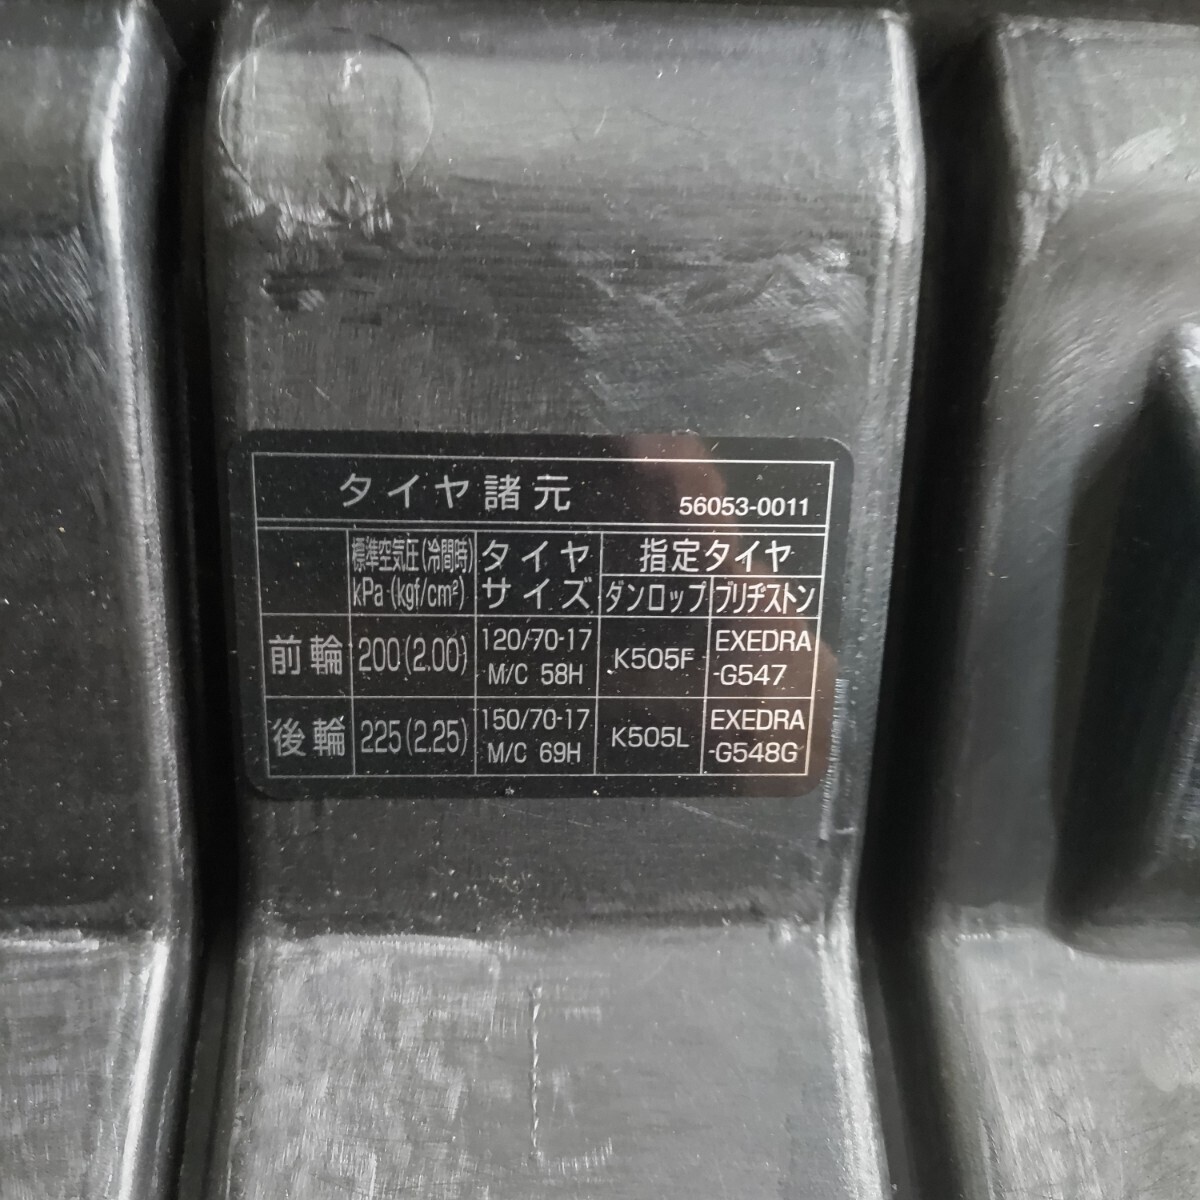 タイヤ諸元 56053-0011
標準空気圧(冷間時) タイヤ 指定タイヤ
kPa (kgf/cm²) サイズ ダンロップ ブリヂストン
前輪 200(2.00) 120/70-17 K505F EXEDRA
M/C 58H -G547
後輪 225(2.25) 150/70-17 K505L EXEDRA
M/C 69H -G548G